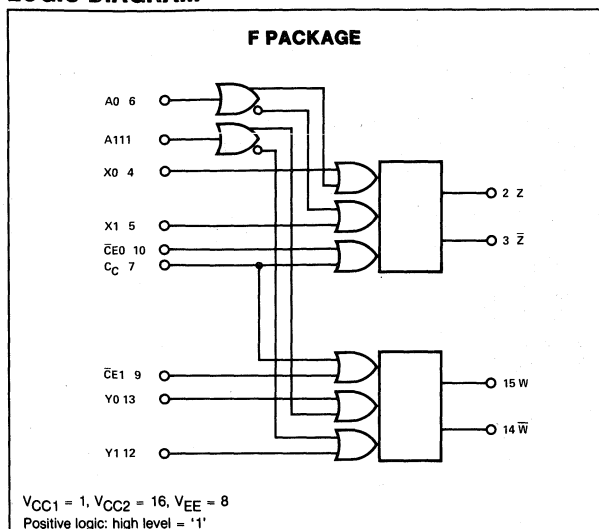 LOGIC DIAGRAM
F PACKAGE
A0 6
A111
X0 4
X1 5
C̅E0 10
CC 7
2 Z
3 Z̅
C̅E1 9
Y0 13
Y1 12
15 W
14 W̅
VCC1 = 1, VCC2 = 16, VEE = 8
Positive logic: high level = '1'